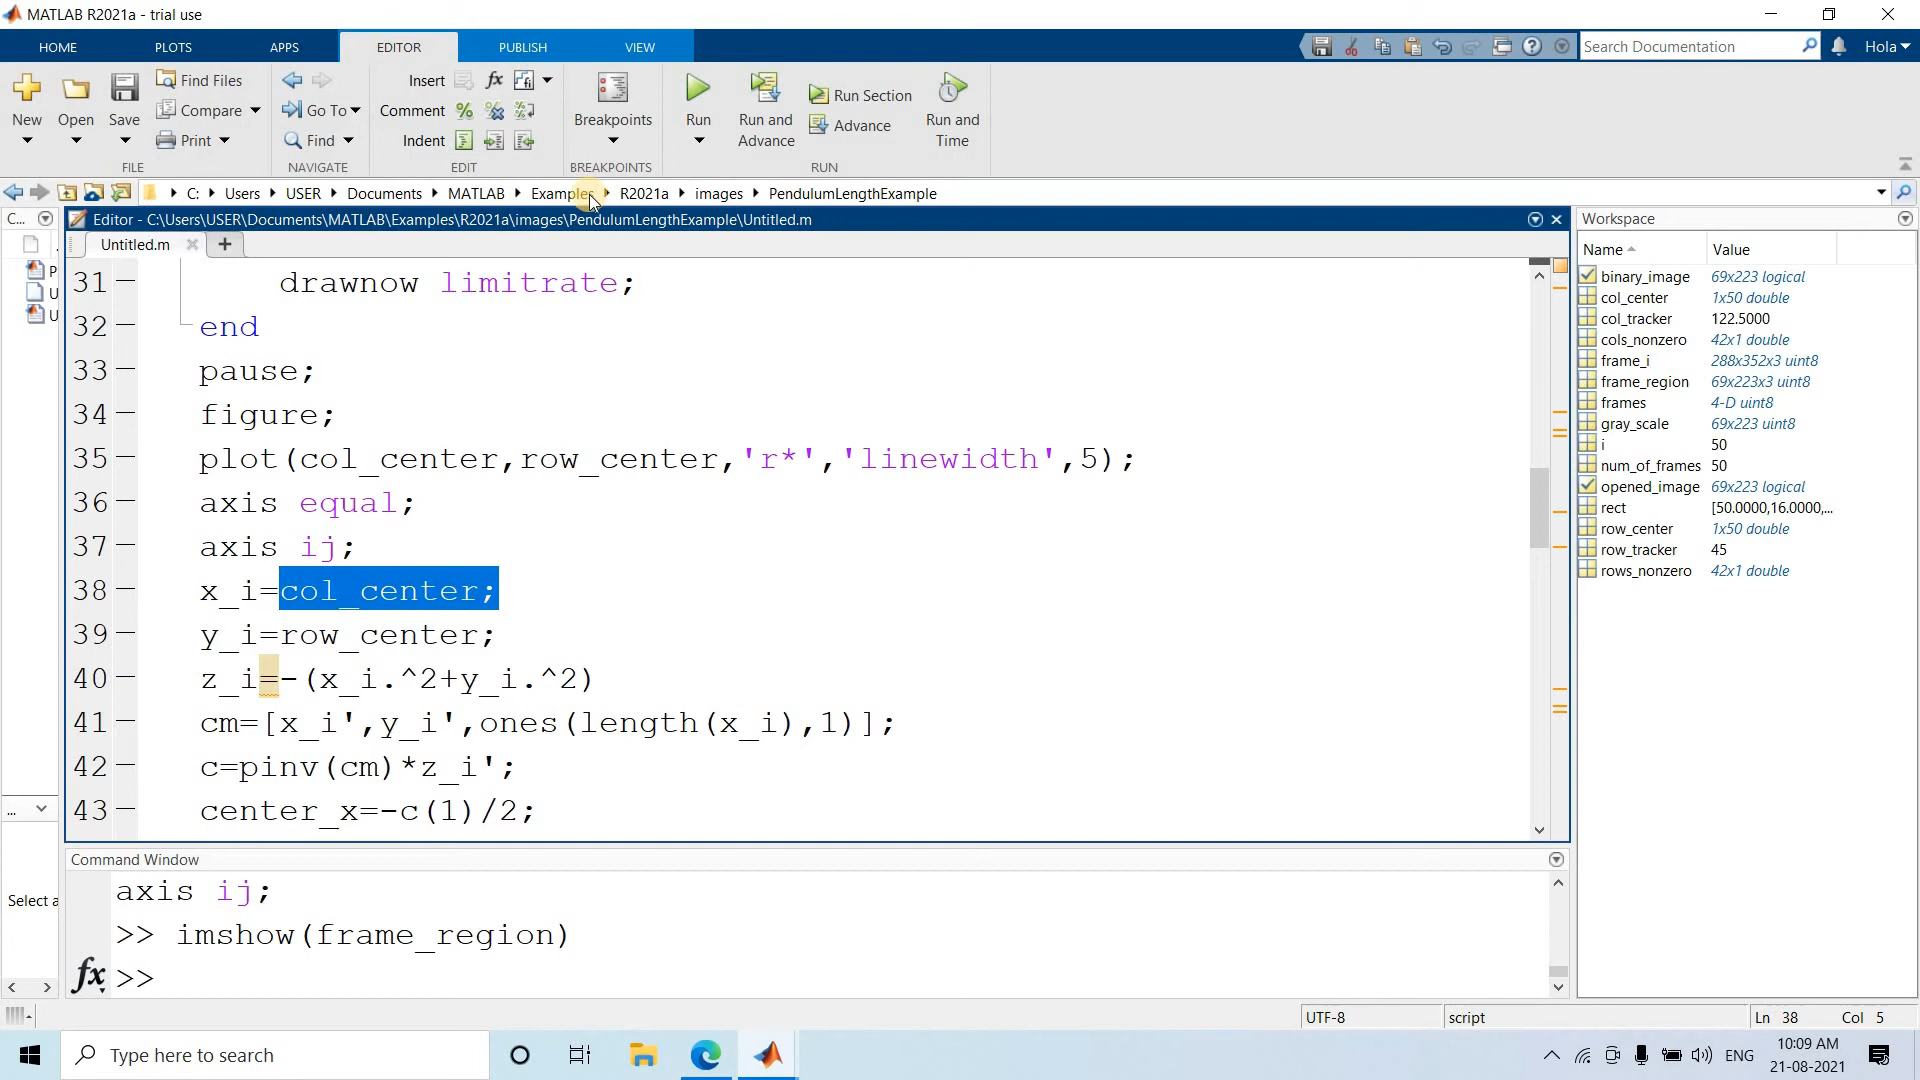 MATLAB R2021a - trial use
HOME PLOTS APPS EDITOR PUBLISH VIEW
Search Documentation
Hola
New
Open
Save
Find Files
Compare
Print
FILE
Go To
Find
NAVIGATE
Insert
fx
Comment
Indent
EDIT
Breakpoints
BREAKPOINTS
Run
Run and Advance
Run Section
Advance
Run and Time
RUN
C: Users USER Documents MATLAB Examples R2021a images PendulumLengthExample
C...
P
U
U
...
Select a
Editor - C:\Users\USER\Documents\MATLAB\Examples\R2021a\images\PendulumLengthExample\Untitled.m
Untitled.m +
31 drawnow limitrate;
32 end
33 pause;
34 figure;
35 plot(col_center,row_center,'r*','linewidth',5);
36 axis equal;
37 axis ij;
38 x_i=col_center;
39 y_i=row_center;
40 z_i=-(x_i.^2+y_i.^2)
41 cm=[x_i',y_i',ones(length(x_i),1)];
42 c=pinv(cm)*z_i';
43 center_x=-c(1)/2;
Command Window
axis ij;
>> imshow(frame_region)
fx >>
Workspace
Name Value
binary_image 69x223 logical
col_center 1x50 double
col_tracker 122.5000
cols_nonzero 42x1 double
frame_i 288x352x3 uint8
frame_region 69x223x3 uint8
frames 4-D uint8
gray_scale 69x223 uint8
i 50
num_of_frames 50
opened_image 69x223 logical
rect [50.0000,16.0000,...
row_center 1x50 double
row_tracker 45
rows_nonzero 42x1 double
UTF-8 script Ln 38 Col 5
Type here to search
ENG
10:09 AM
21-08-2021